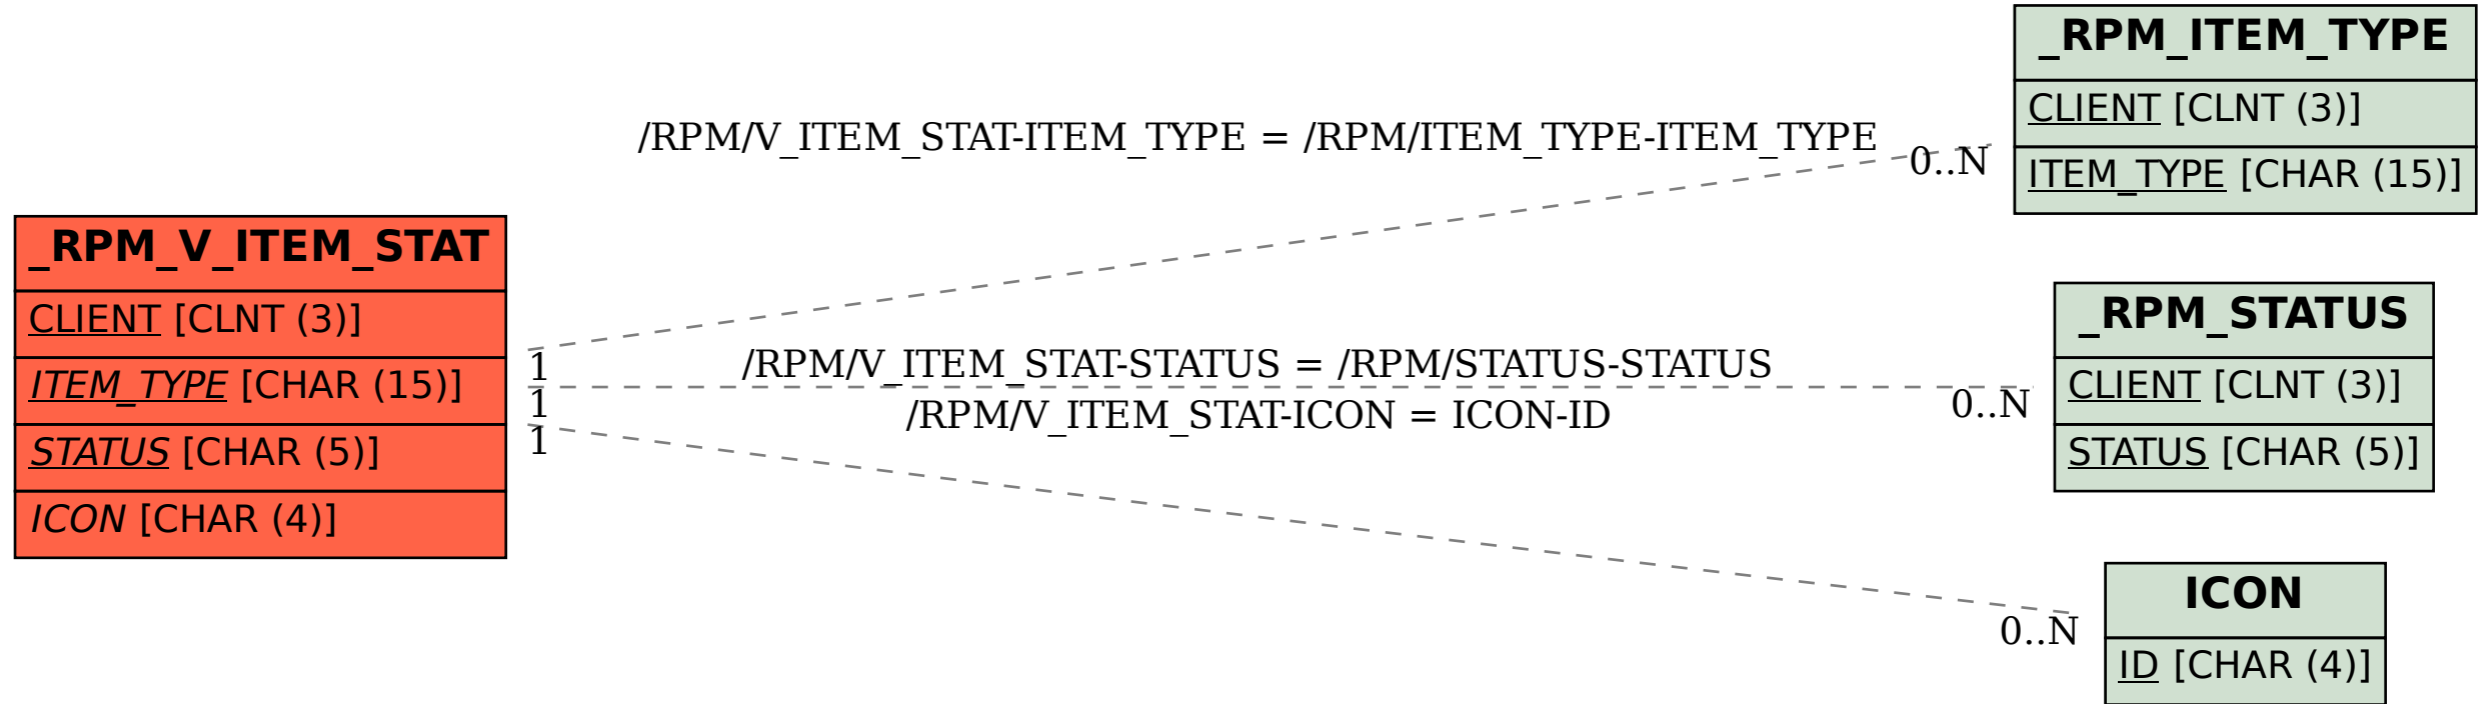 _RPM_V_ITEM_STAT
CLIENT [CLNT (3)]
ITEM_TYPE [CHAR (15)]
STATUS [CHAR (5)]
ICON [CHAR (4)]
/RPM/V_ITEM_STAT-ITEM_TYPE = /RPM/ITEM_TYPE-ITEM_TYPE
0..N
1
/RPM/V_ITEM_STAT-STATUS = /RPM/STATUS-STATUS
0..N
1
/RPM/V_ITEM_STAT-ICON = ICON-ID
0..N
1
_RPM_ITEM_TYPE
CLIENT [CLNT (3)]
ITEM_TYPE [CHAR (15)]
_RPM_STATUS
CLIENT [CLNT (3)]
STATUS [CHAR (5)]
ICON
ID [CHAR (4)]